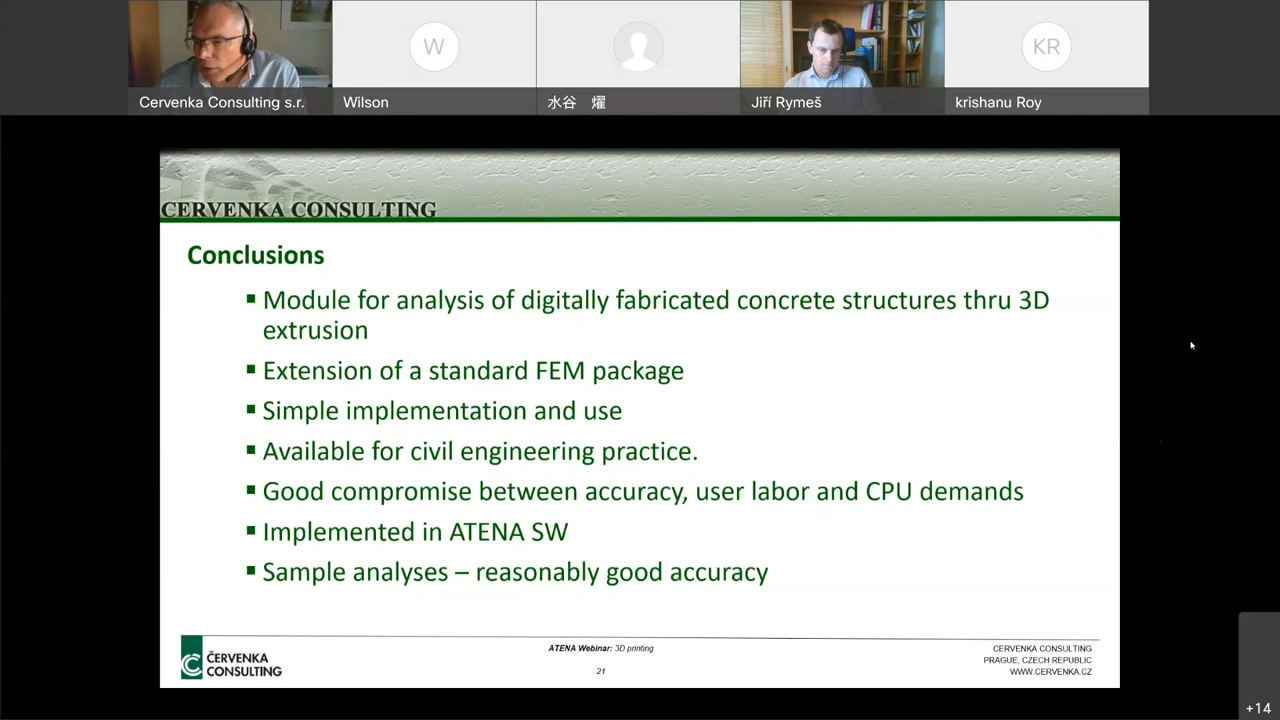 W
KR
Cervenka Consulting s.r.
Wilson
水谷 燿
Jiří Rymeš
krishanu Roy
CERVENKA CONSULTING
Conclusions
▪ Module for analysis of digitally fabricated concrete structures thru 3D
extrusion
▪ Extension of a standard FEM package
▪ Simple implementation and use
▪ Available for civil engineering practice.
▪ Good compromise between accuracy, user labor and CPU demands
▪ Implemented in ATENA SW
▪ Sample analyses – reasonably good accuracy
ČERVENKA
CONSULTING
ATENA Webinar: 3D printing
21
CERVENKA CONSULTING
PRAGUE, CZECH REPUBLIC
WWW.CERVENKA.CZ
+14